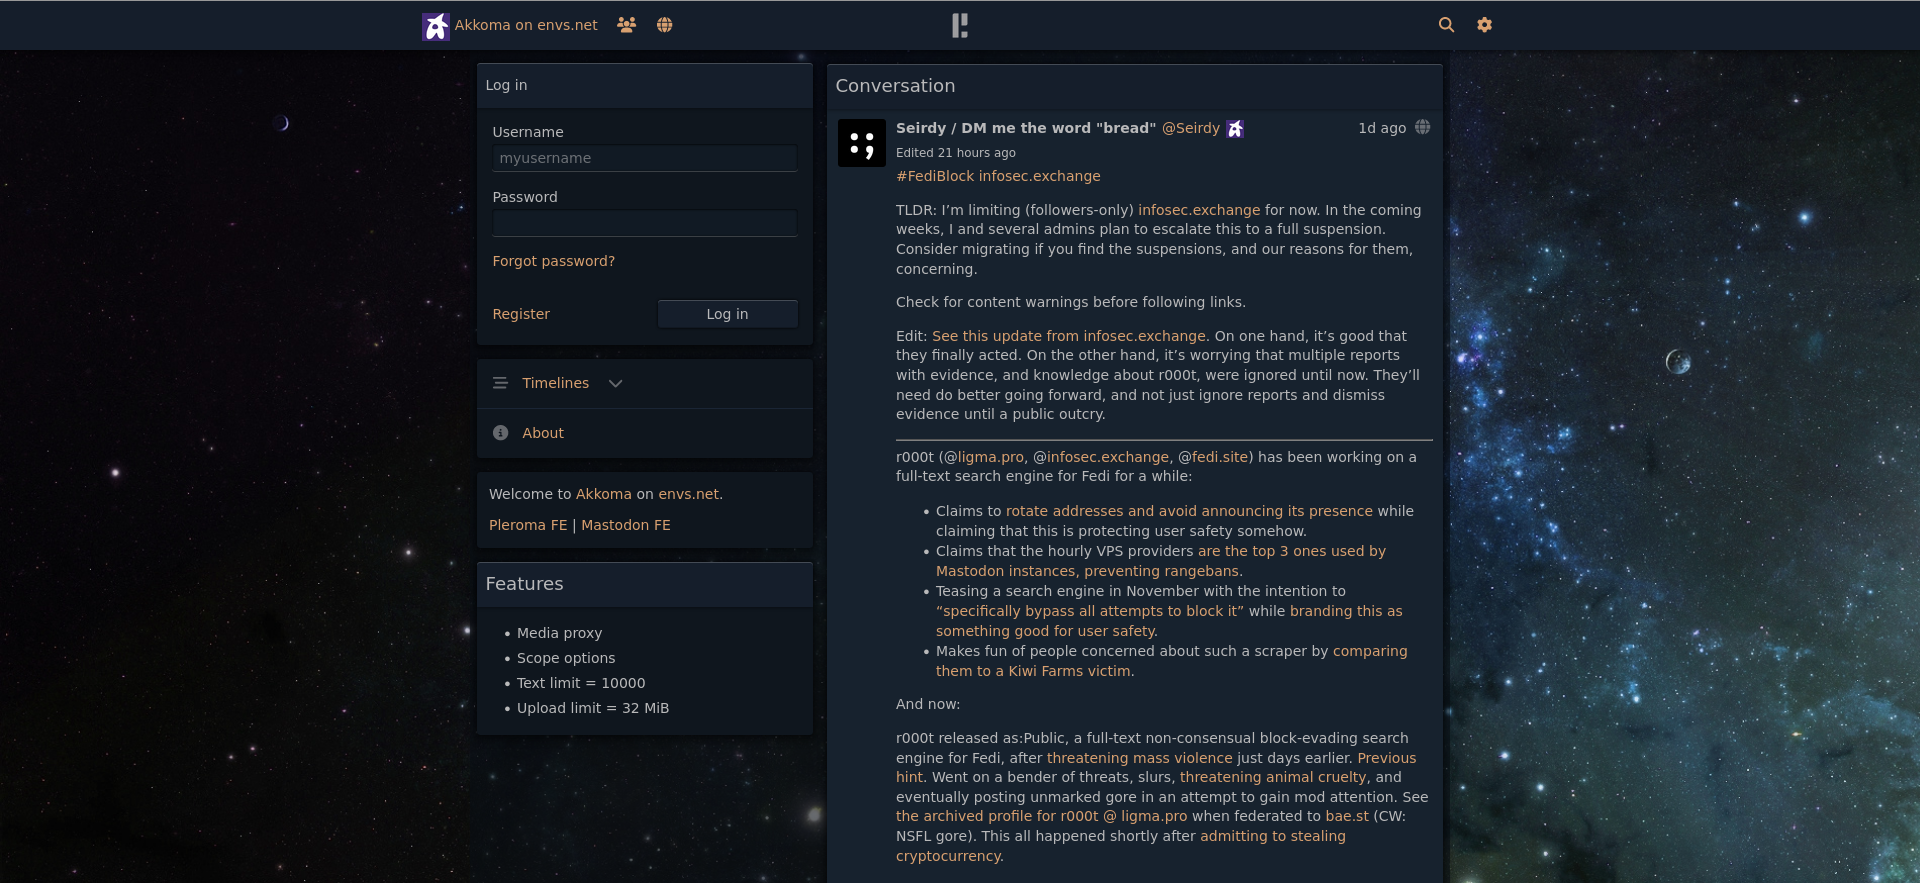 Akkoma on envs.net
Log in
Username
myusername
Password
Forgot password?
Register
Log in
Timelines
About
Welcome to Akkoma on envs.net.
Pleroma FE | Mastodon FE
Features
• Media proxy
• Scope options
• Text limit = 10000
• Upload limit = 32 MiB
Conversation
Seirdy / DM me the word "bread" @Seirdy
1d ago
Edited 21 hours ago
#FediBlock infosec.exchange
TLDR: I’m limiting (followers-only) infosec.exchange for now. In the coming
weeks, I and several admins plan to escalate this to a full suspension.
Consider migrating if you find the suspensions, and our reasons for them,
concerning.
Check for content warnings before following links.
Edit: See this update from infosec.exchange. On one hand, it’s good that
they finally acted. On the other hand, it’s worrying that multiple reports
with evidence, and knowledge about r000t, were ignored until now. They’ll
need do better going forward, and not just ignore reports and dismiss
evidence until a public outcry.
r000t (@ligma.pro, @infosec.exchange, @fedi.site) has been working on a
full-text search engine for Fedi for a while:
• Claims to rotate addresses and avoid announcing its presence while
claiming that this is protecting user safety somehow.
• Claims that the hourly VPS providers are the top 3 ones used by
Mastodon instances, preventing rangebans.
• Teasing a search engine in November with the intention to
“specifically bypass all attempts to block it” while branding this as
something good for user safety.
• Makes fun of people concerned about such a scraper by comparing
them to a Kiwi Farms victim.
And now:
r000t released as:Public, a full-text non-consensual block-evading search
engine for Fedi, after threatening mass violence just days earlier. Previous
hint. Went on a bender of threats, slurs, threatening animal cruelty, and
eventually posting unmarked gore in an attempt to gain mod attention. See
the archived profile for r000t @ ligma.pro when federated to bae.st (CW:
NSFL gore). This all happened shortly after admitting to stealing
cryptocurrency.